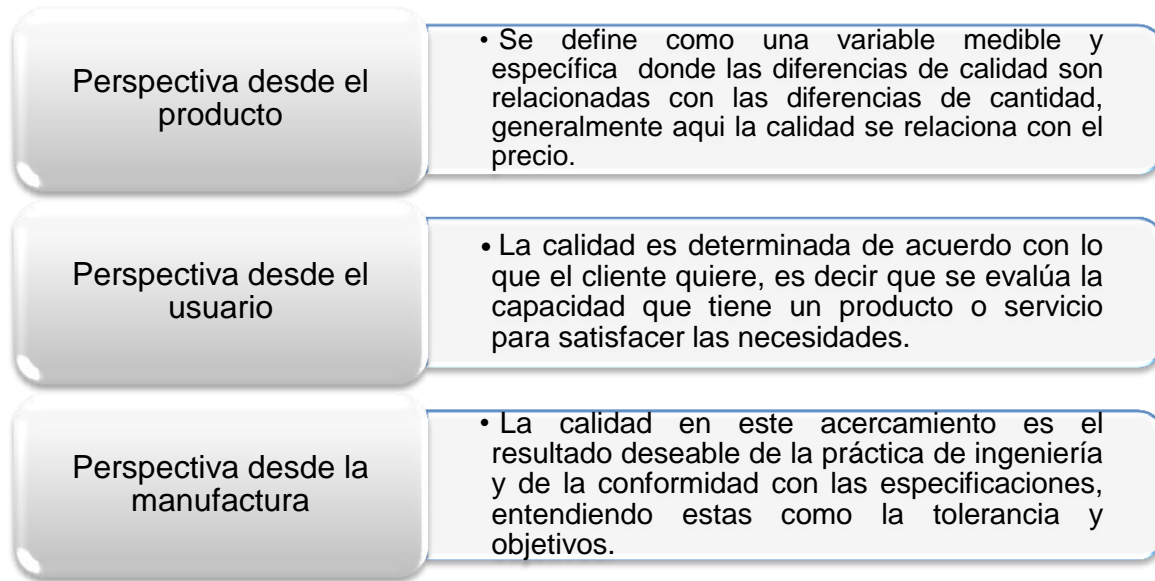 Perspectiva desde el
producto
• Se define como una variable medible y
específica donde las diferencias de calidad son
relacionadas con las diferencias de cantidad,
generalmente aqui la calidad se relaciona con el
precio.
Perspectiva desde el
usuario
• La calidad es determinada de acuerdo con lo
que el cliente quiere, es decir que se evalúa la
capacidad que tiene un producto o servicio
para satisfacer las necesidades.
Perspectiva desde la
manufactura
• La calidad en este acercamiento es el
resultado deseable de la práctica de ingeniería
y de la conformidad con las especificaciones,
entendiendo estas como la tolerancia y
objetivos.